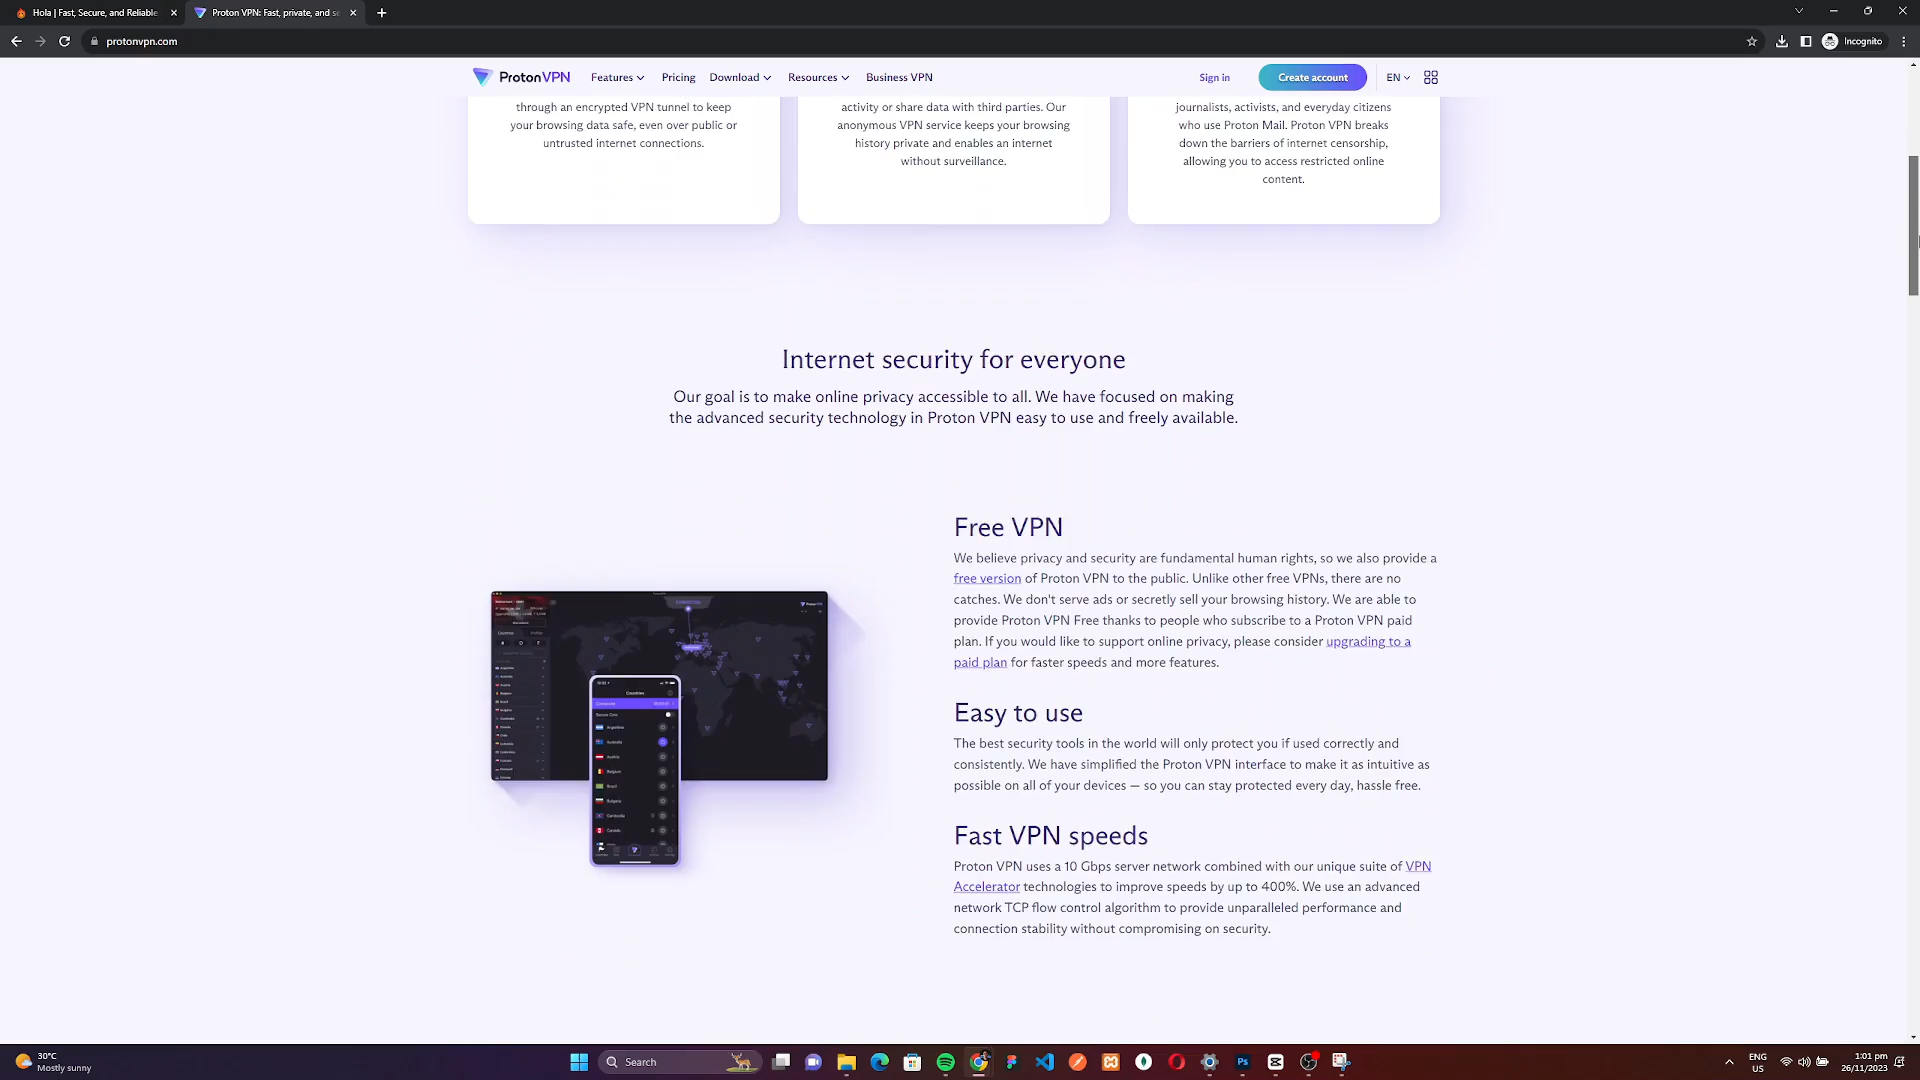 Hola | Fast, Secure, and Reliable
Proton VPN: Fast, private, and se
protonvpn.com
Incognito
ProtonVPN
Features
Pricing
Download
Resources
Business VPN
Sign in
Create account
EN
through an encrypted VPN tunnel to keep
your browsing data safe, even over public or
untrusted internet connections.
activity or share data with third parties. Our
anonymous VPN service keeps your browsing
history private and enables an internet
without surveillance.
journalists, activists, and everyday citizens
who use Proton Mail. Proton VPN breaks
down the barriers of internet censorship,
allowing you to access restricted online
content.
Internet security for everyone
Our goal is to make online privacy accessible to all. We have focused on making
the advanced security technology in Proton VPN easy to use and freely available.
Free VPN
We believe privacy and security are fundamental human rights, so we also provide a
free version of Proton VPN to the public. Unlike other free VPNs, there are no
catches. We don't serve ads or secretly sell your browsing history. We are able to
provide Proton VPN Free thanks to people who subscribe to a Proton VPN paid
plan. If you would like to support online privacy, please consider upgrading to a
paid plan for faster speeds and more features.
Easy to use
The best security tools in the world will only protect you if used correctly and
consistently. We have simplified the Proton VPN interface to make it as intuitive as
possible on all of your devices — so you can stay protected every day, hassle free.
Fast VPN speeds
Proton VPN uses a 10 Gbps server network combined with our unique suite of VPN
Accelerator technologies to improve speeds by up to 400%. We use an advanced
network TCP flow control algorithm to provide unparalleled performance and
connection stability without compromising on security.
Countries
Connected
Secure Core
Argentina
Australia
Austria
Belgium
Brazil
Bulgaria
Cambodia
Canada
30°C
Mostly sunny
Search
ENG
US
1:01 pm
26/11/2023